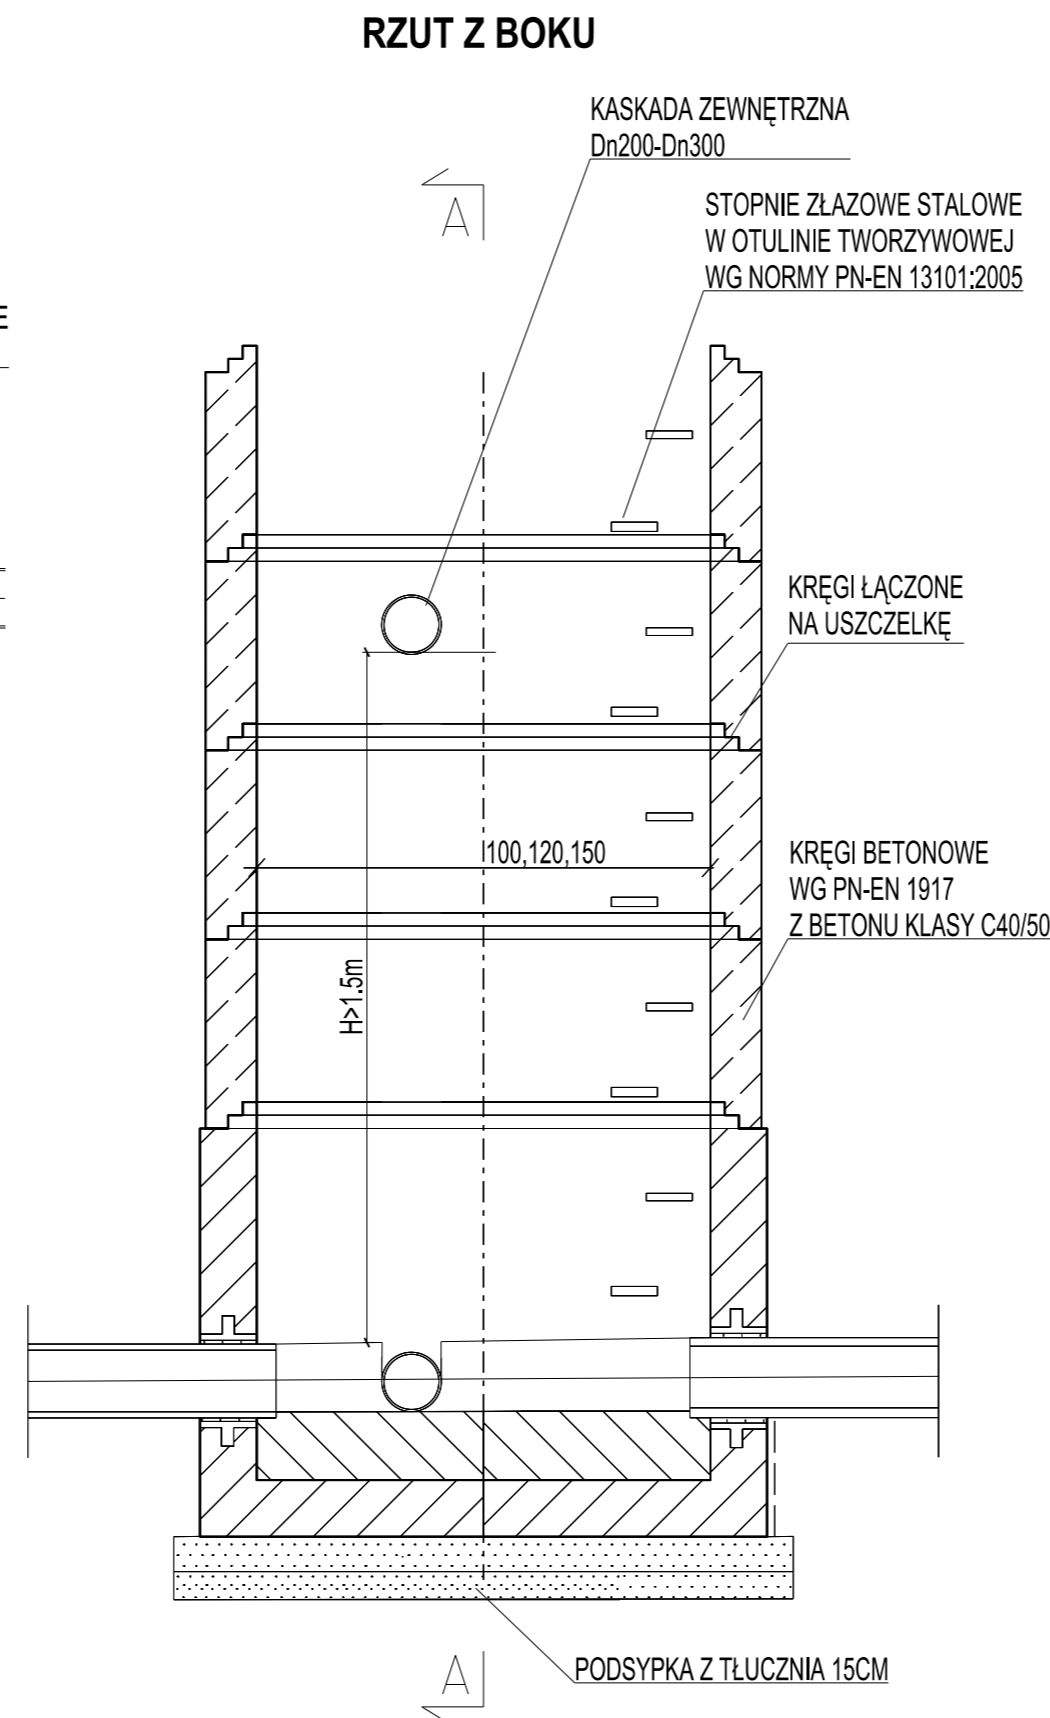 RZUT Z BOKU
KASKADA ZEWNĘTRZNA
Dn200-Dn300
A
STOPNIE ZŁAZOWE STALOWE
W OTULINIE TWORZYWOWEJ
WG NORMY PN-EN 13101:2005
E
KRĘGI ŁĄCZONE
NA USZCZELKĘ
100,120,150
KRĘGI BETONOWE
WG PN-EN 1917
Z BETONU KLASY C40/50
H>1.5m
PODSYPKA Z TŁUCZNIA 15CM
A